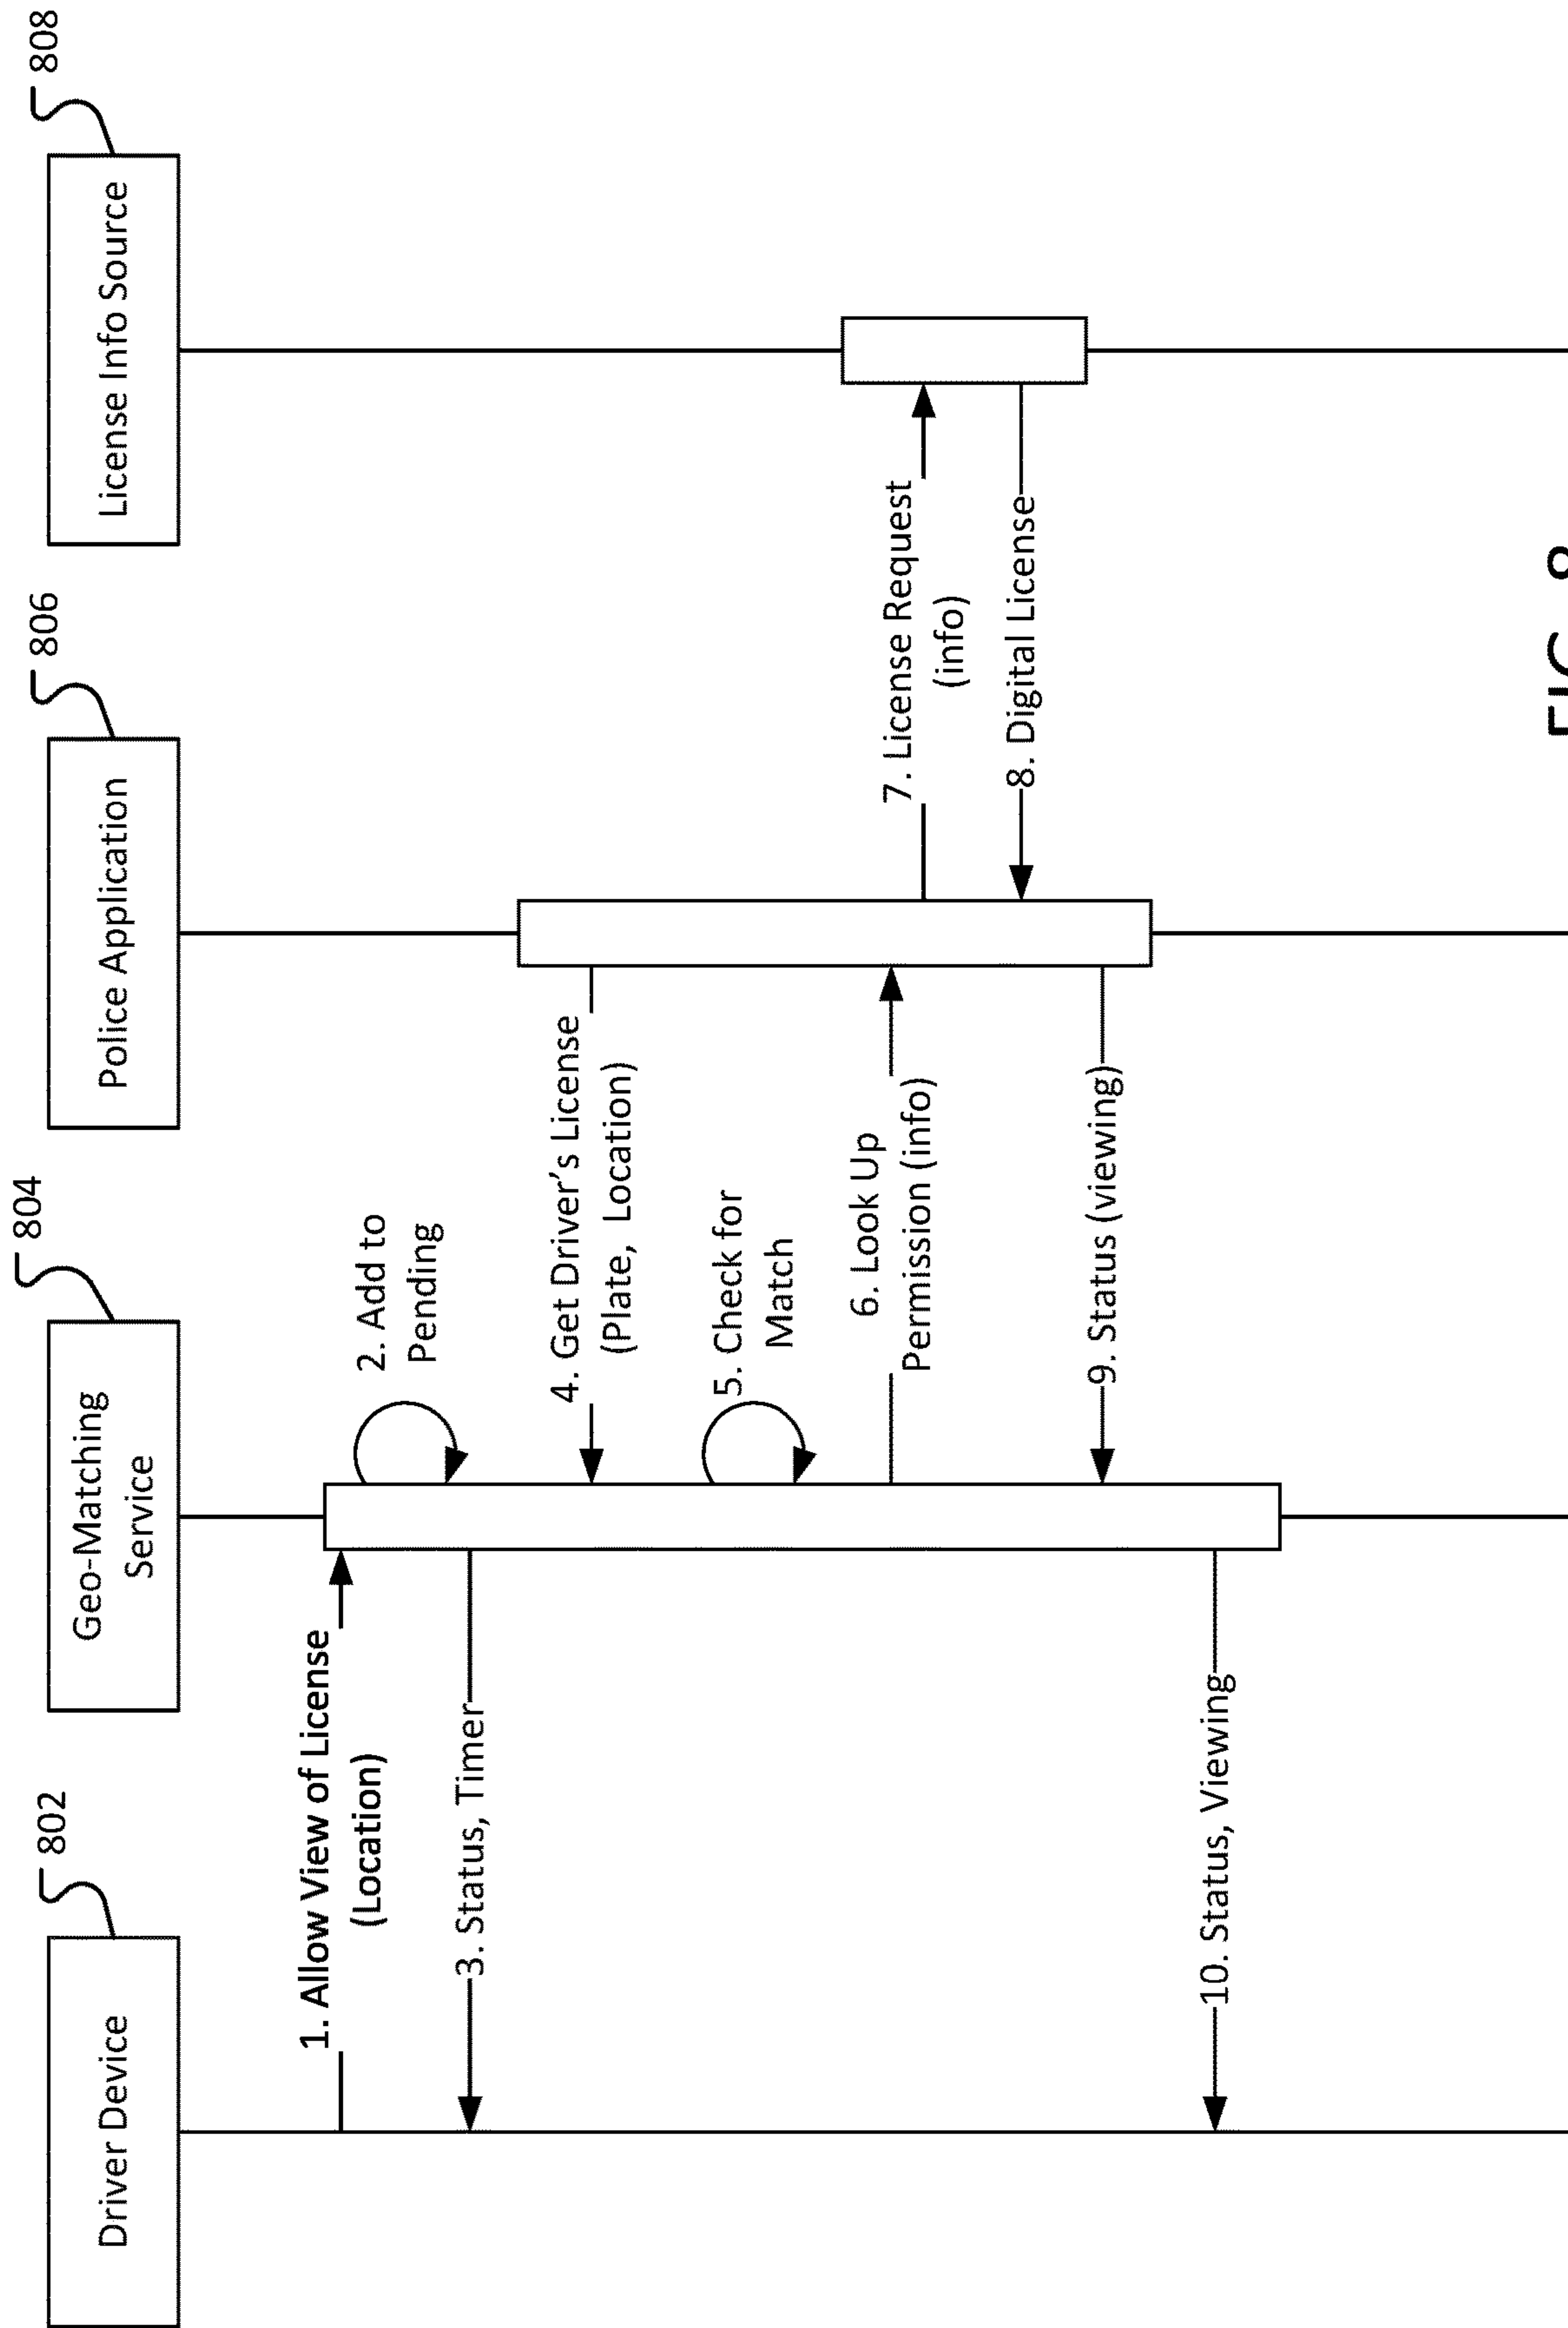 802
804
806
808
Driver Device
Geo-Matching
Service
Police Application
License Info Source
1. Allow View of License
(Location)
2. Add to
Pending
3. Status, Timer
4. Get Driver's License
(Plate, Location)
5. Check for
Match
6. Look Up
Permission (info)
7. License Request
(info)
8. Digital License
9. Status (viewing)
10. Status, Viewing